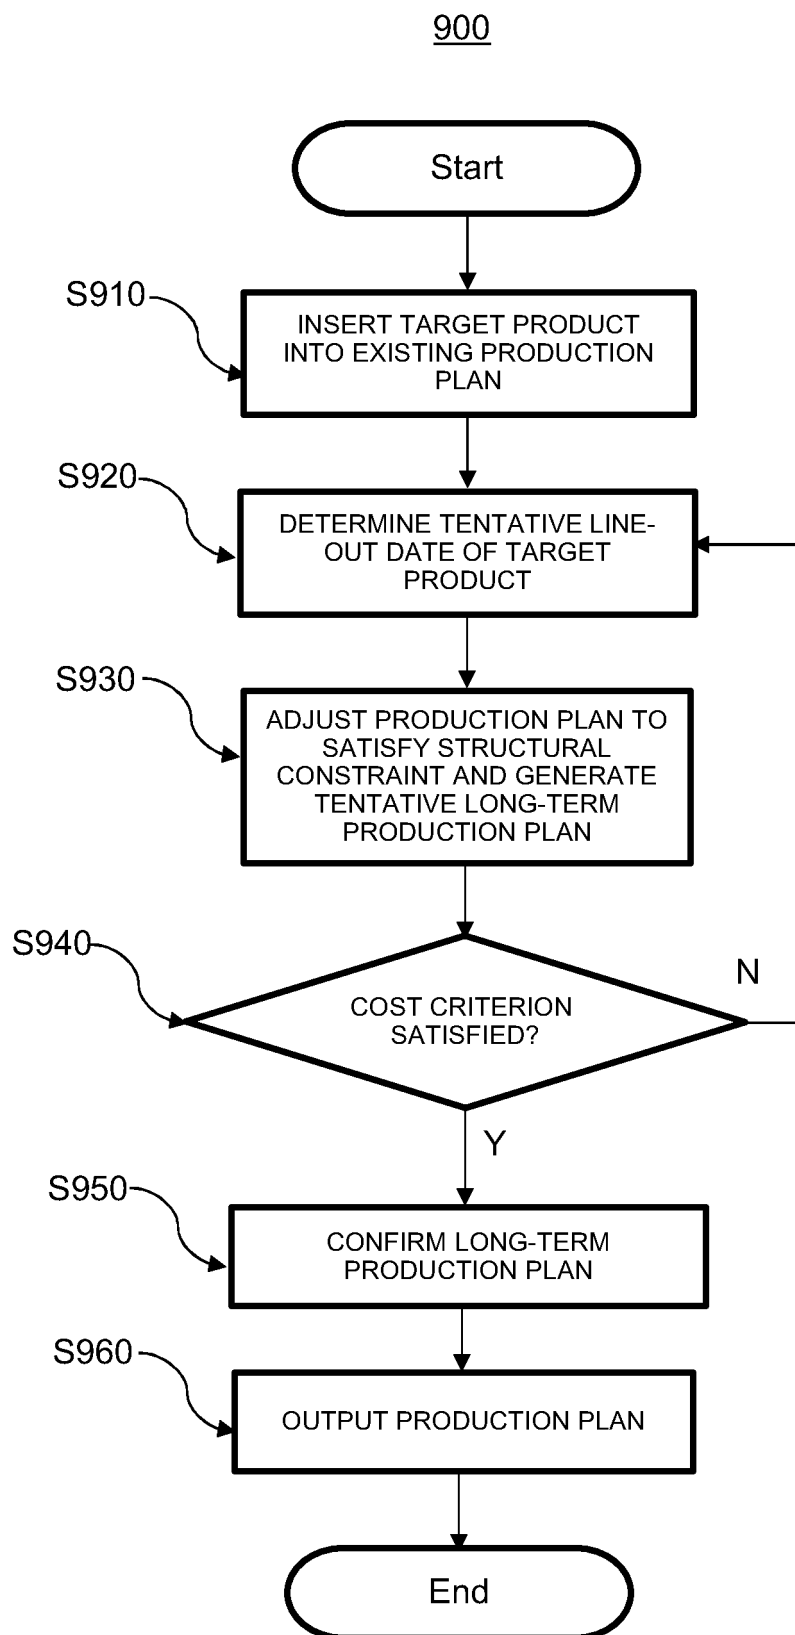 900
Start
S910
INSERT TARGET PRODUCT
INTO EXISTING PRODUCTION
PLAN
S920
DETERMINE TENTATIVE LINE-
OUT DATE OF TARGET
PRODUCT
S930
ADJUST PRODUCTION PLAN TO
SATISFY STRUCTURAL
CONSTRAINT AND GENERATE
TENTATIVE LONG-TERM
PRODUCTION PLAN
S940
COST CRITERION
SATISFIED?
N
Y
S950
CONFIRM LONG-TERM
PRODUCTION PLAN
S960
OUTPUT PRODUCTION PLAN
End